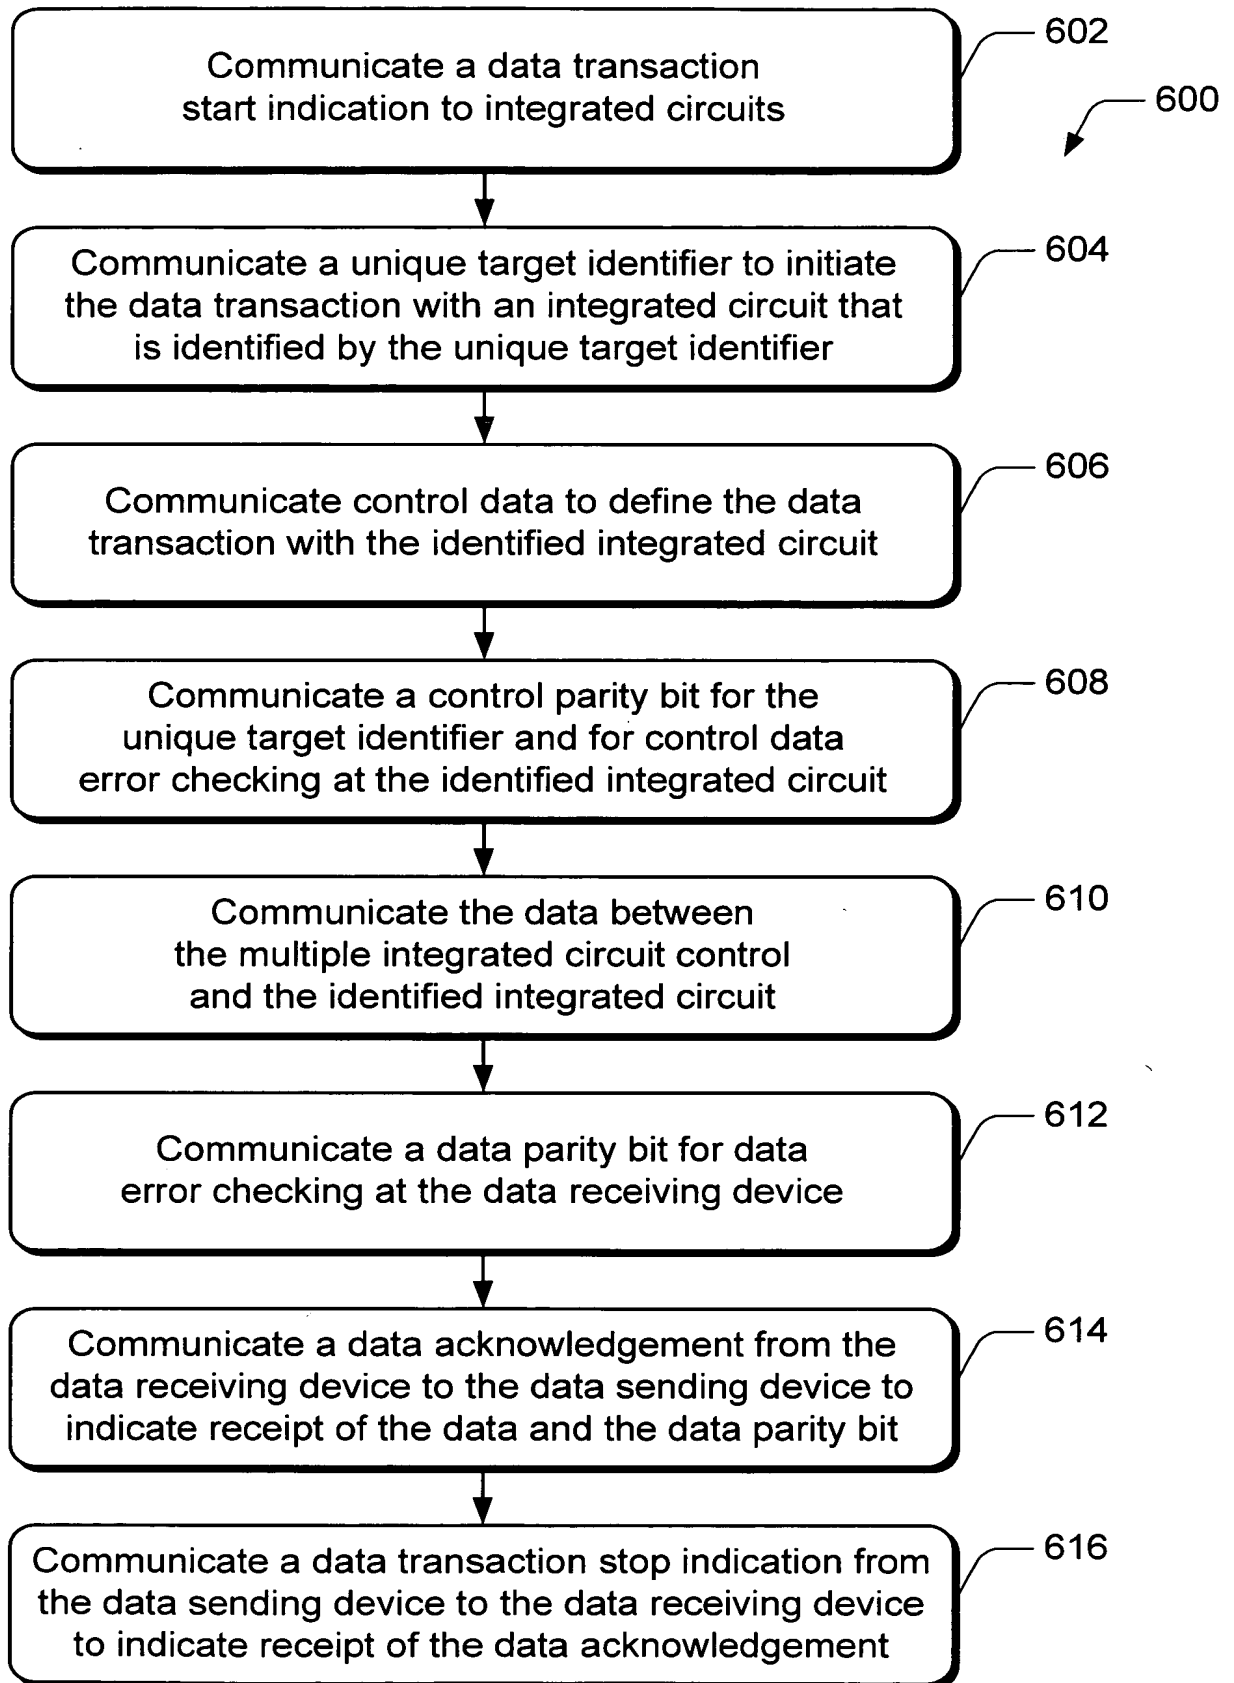 Communicate a data transaction
start indication to integrated circuits
602
600
Communicate a unique target identifier to initiate
the data transaction with an integrated circuit that
is identified by the unique target identifier
604
Communicate control data to define the data
transaction with the identified integrated circuit
606
Communicate a control parity bit for the
unique target identifier and for control data
error checking at the identified integrated circuit
608
Communicate the data between
the multiple integrated circuit control
and the identified integrated circuit
610
Communicate a data parity bit for data
error checking at the data receiving device
612
Communicate a data acknowledgement from the
data receiving device to the data sending device to
indicate receipt of the data and the data parity bit
614
Communicate a data transaction stop indication from
the data sending device to the data receiving device
to indicate receipt of the data acknowledgement
616